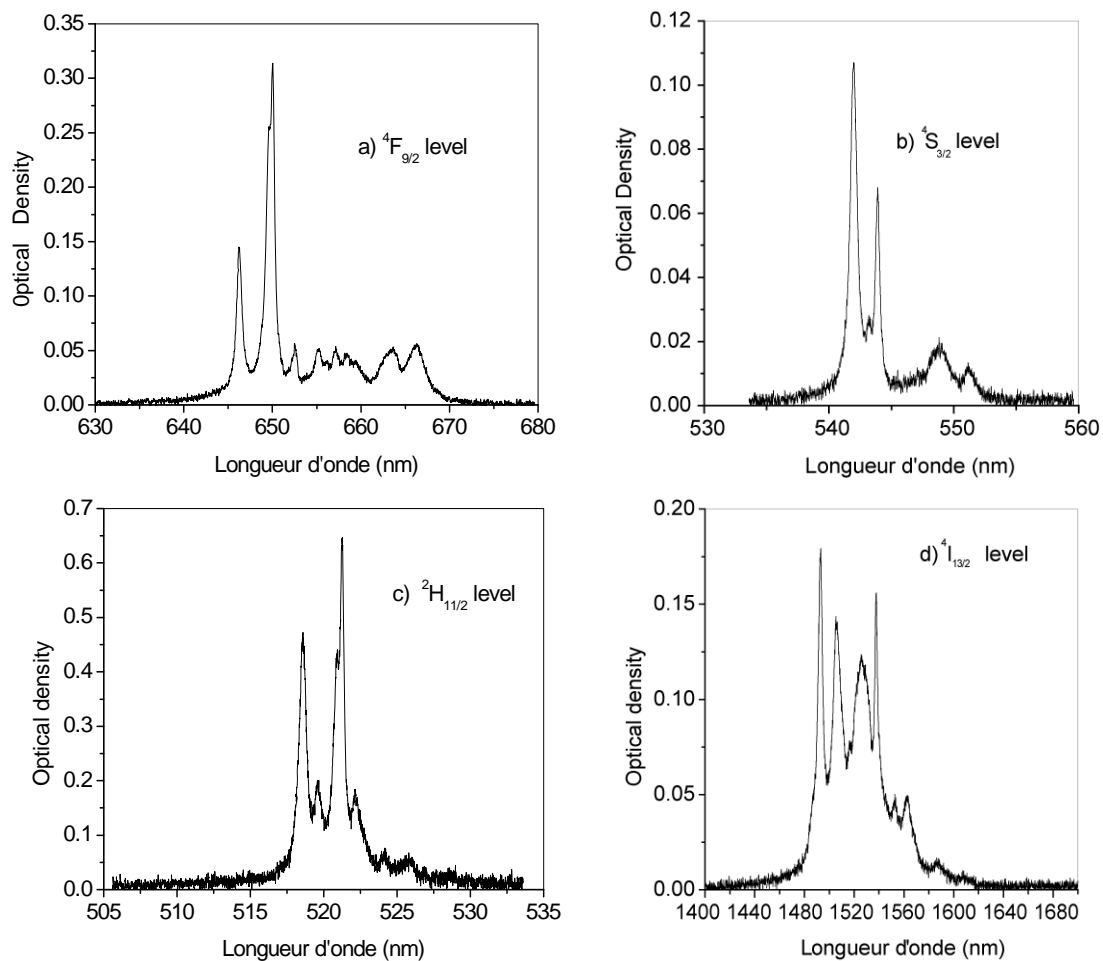 0.35
0.30
0.25
0.20
0.15
0.10
0.05
0.00
0ptical Density
a) ⁴F₉/₂ level
630 640 650 660 670 680
Longueur d'onde (nm)
0.12
0.10
0.08
0.06
0.04
0.02
0.00
Optical Density
b) ⁴S₃/₂ level
530 540 550 560
Longueur d'onde (nm)
0.7
0.6
0.5
0.4
0.3
0.2
0.1
0.0
Optical density
c) ²H₁₁/₂ level
505 510 515 520 525 530 535
Longueur d'onde (nm)
0.20
0.15
0.10
0.05
0.00
Optical density
d) ⁴I₁₃/₂ level
1400 1440 1480 1520 1560 1600 1640 1680
Longueur d'onde (nm)